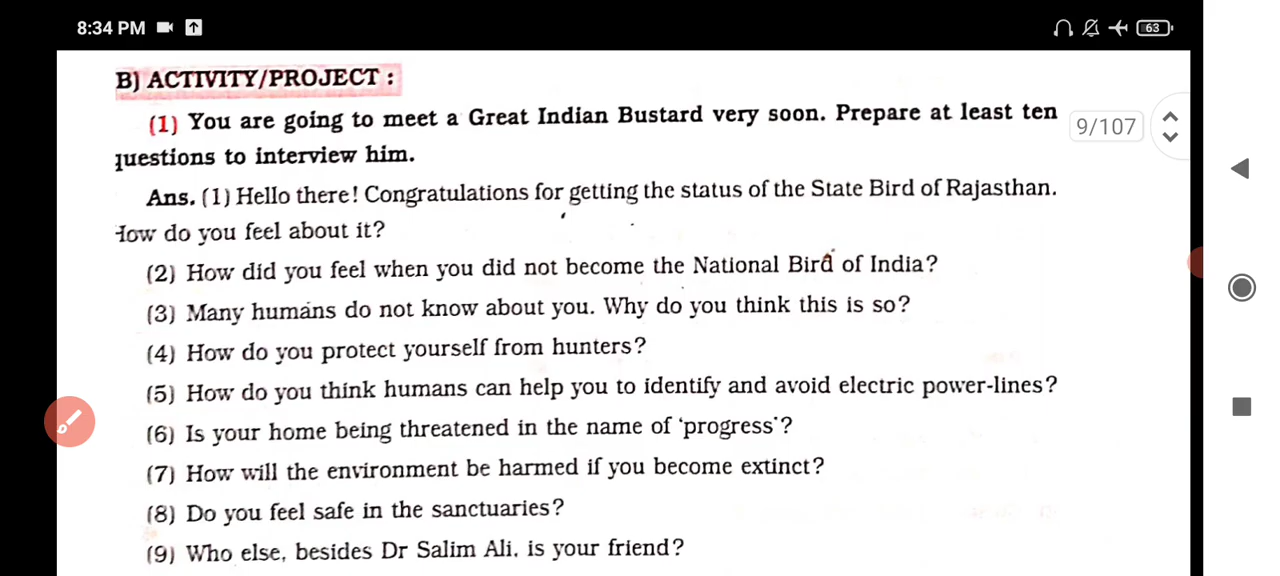 8:34 PM
63
B) ACTIVITY/PROJECT :
(1) You are going to meet a Great Indian Bustard very soon. Prepare at least ten
questions to interview him.
9/107
Ans. (1) Hello there! Congratulations for getting the status of the State Bird of Rajasthan.
How do you feel about it?
(2) How did you feel when you did not become the National Bird of India?
(3) Many humans do not know about you. Why do you think this is so?
(4) How do you protect yourself from hunters?
(5) How do you think humans can help you to identify and avoid electric power-lines?
(6) Is your home being threatened in the name of 'progress'?
(7) How will the environment be harmed if you become extinct?
(8) Do you feel safe in the sanctuaries?
(9) Who else, besides Dr Salim Ali, is your friend?